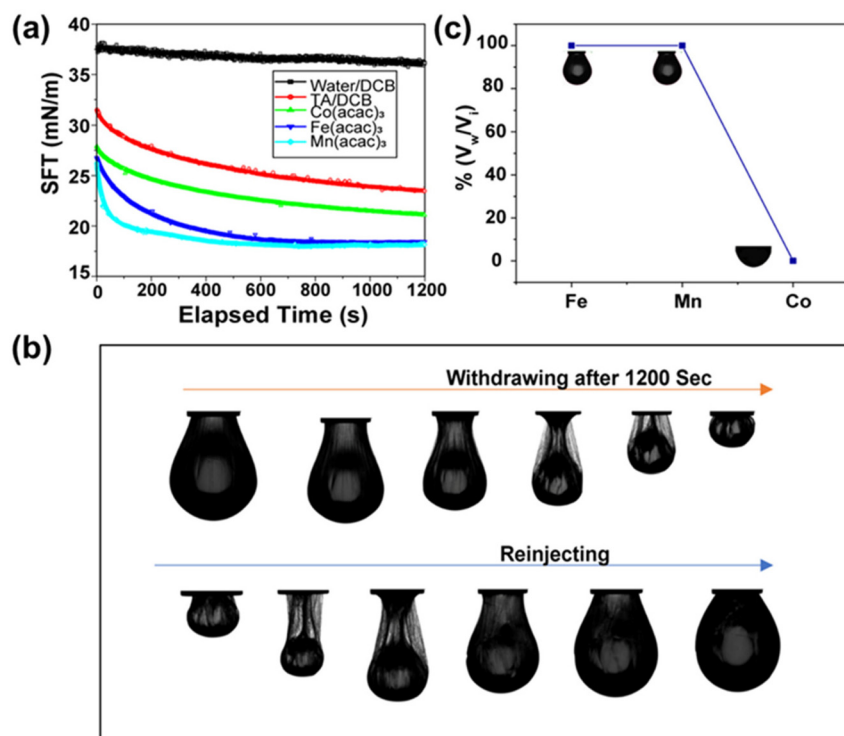 (a)
SFT (mN/m)
40
35
30
25
20
15
0 200 400 600 800 1000 1200
Elapsed Time (s)
Water/DCB
TA/DCB
Co(acac)₃
Fe(acac)₃
Mn(acac)₃
(c)
% (Vw/Vi)
100
80
60
40
20
0
Fe Mn Co
(b)
Withdrawing after 1200 Sec
Reinjecting